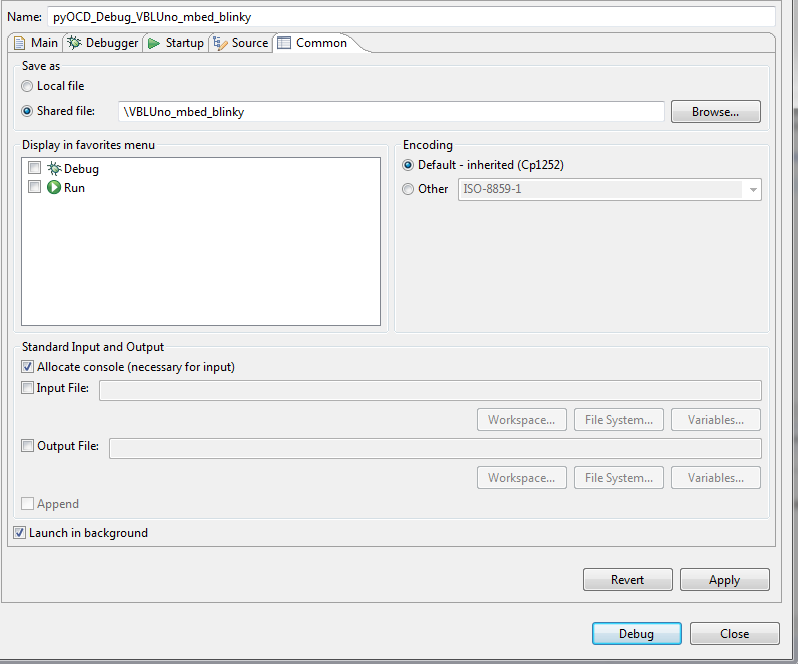 Name: pyOCD_Debug_VBLUno_mbed_blinky
Main Debugger Startup Source Common
Save as
Local file
Shared file: \VBLUno_mbed_blinky Browse...
Display in favorites menu
Debug
Run
Encoding
Default - inherited (Cp1252)
Other ISO-8859-1
Standard Input and Output
Allocate console (necessary for input)
Input File:
Workspace... File System... Variables...
Output File:
Workspace... File System... Variables...
Append
Launch in background
Revert Apply
Debug Close